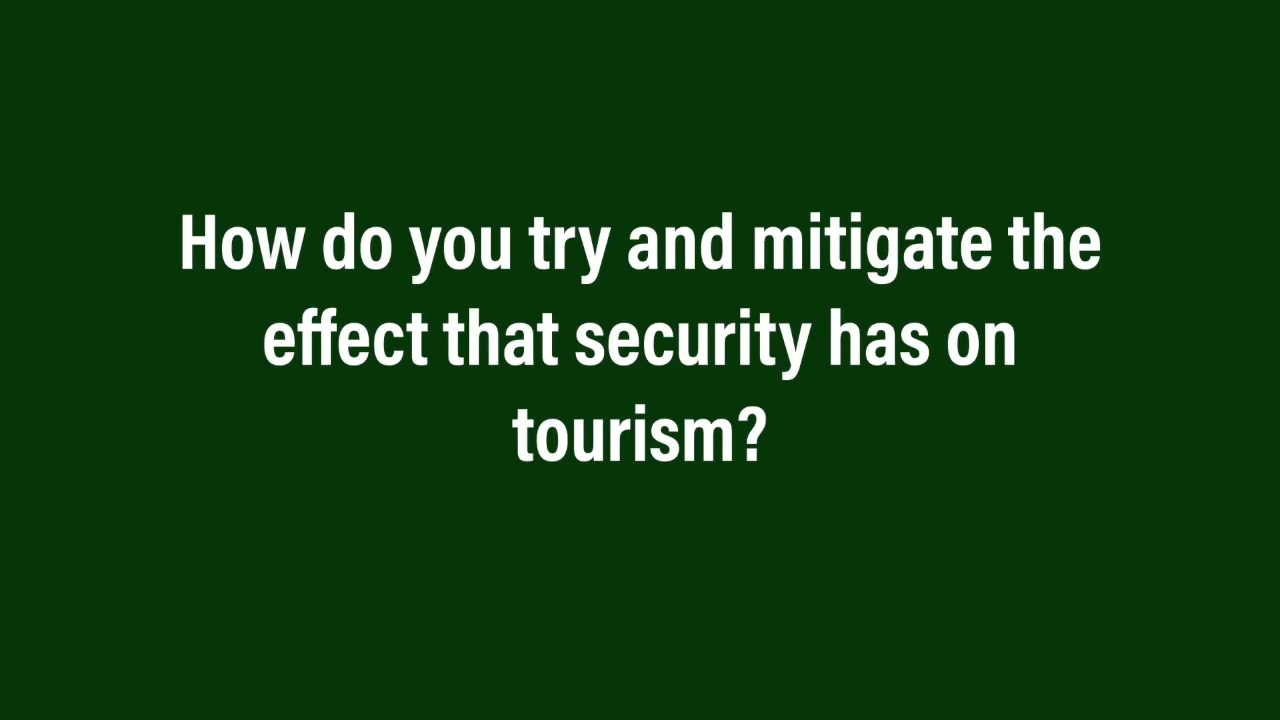 How do you try and mitigate the
effect that security has on
tourism?